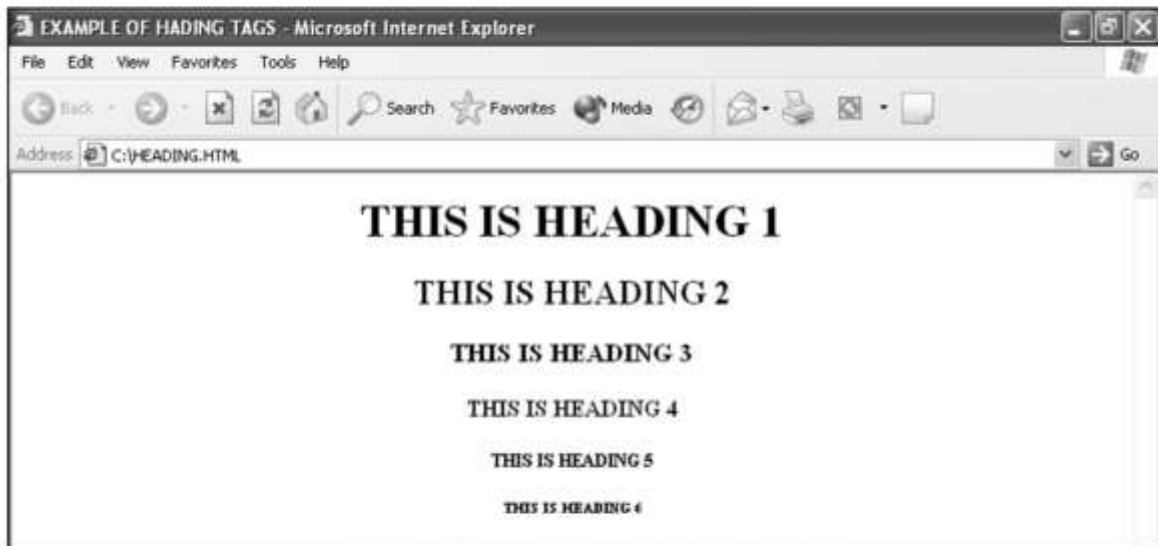 EXAMPLE OF HADING TAGS - Microsoft Internet Explorer
File Edit View Favorites Tools Help
Back Search Favorites Media
Address C:\HEADING.HTML Go
THIS IS HEADING 1
THIS IS HEADING 2
THIS IS HEADING 3
THIS IS HEADING 4
THIS IS HEADING 5
THIS IS HEADING 6